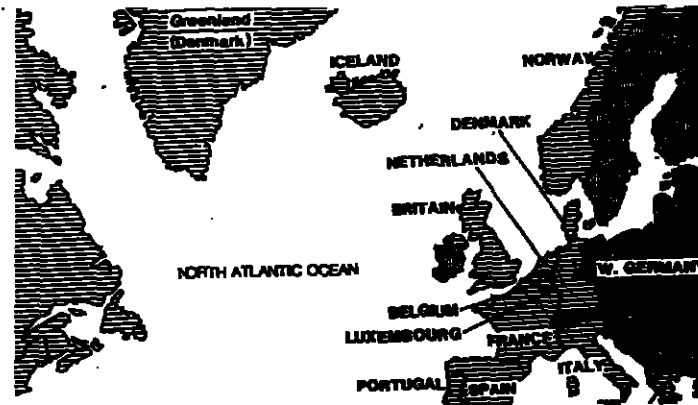 Greenland
(Denmark)
ICELAND
NORWAY
DENMARK
NETHERLANDS
BRITAIN
NORTH ATLANTIC OCEAN
W. GERMANY
BELGIUM
LUXEMBOURG
FRANCE
ITALY
PORTUGAL
SPAIN